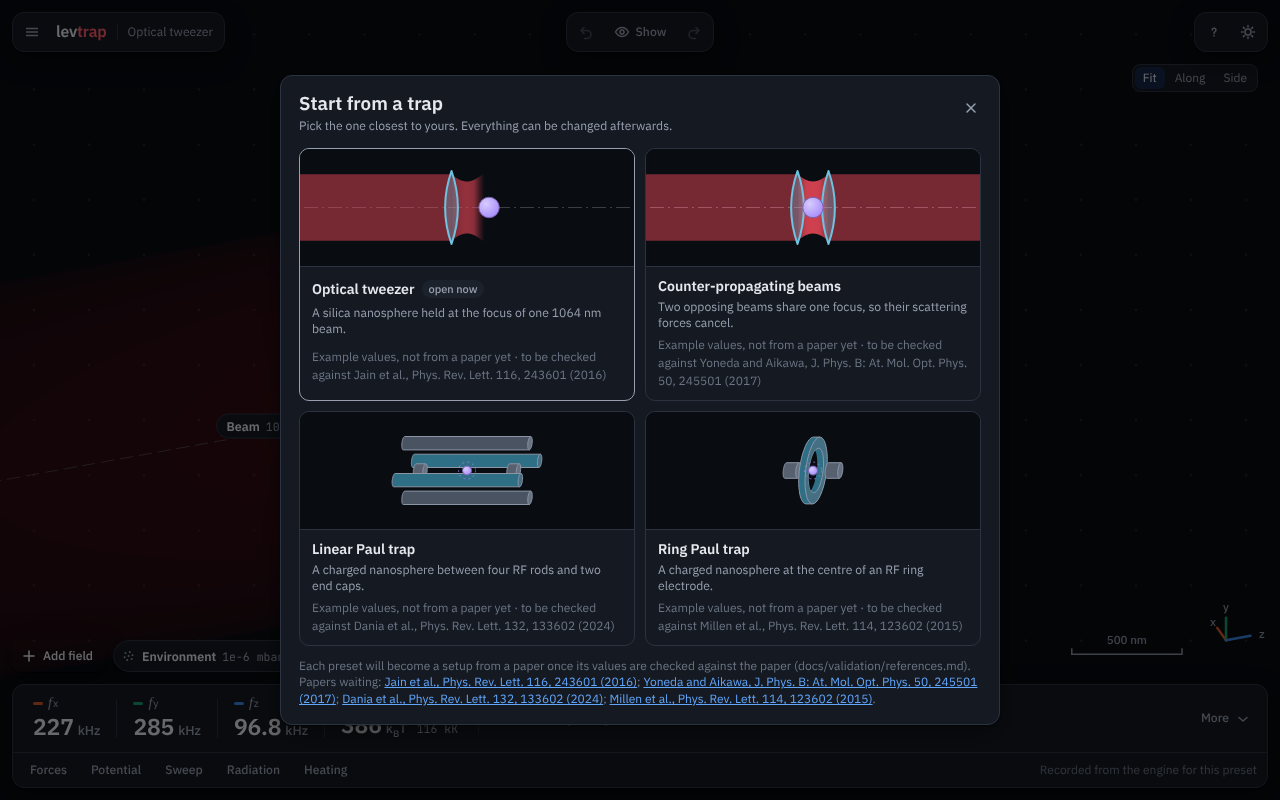 levtrap
Optical tweezer
Show
?
Fit
Along
Side
Start from a trap
Pick the one closest to yours. Everything can be changed afterwards.
Optical tweezer
open now
A silica nanosphere held at the focus of one 1064 nm
beam.
Example values, not from a paper yet · to be checked
against Jain et al., Phys. Rev. Lett. 116, 243601 (2016)
Counter-propagating beams
Two opposing beams share one focus, so their scattering
forces cancel.
Example values, not from a paper yet · to be checked
against Yoneda and Aikawa, J. Phys. B: At. Mol. Opt. Phys.
50, 245501 (2017)
Linear Paul trap
A charged nanosphere between four RF rods and two
end caps.
Example values, not from a paper yet · to be checked
against Dania et al., Phys. Rev. Lett. 132, 133602 (2024)
Ring Paul trap
A charged nanosphere at the centre of an RF ring
electrode.
Example values, not from a paper yet · to be checked
against Millen et al., Phys. Rev. Lett. 114, 123602 (2015)
Each preset will become a setup from a paper once its values are checked against the paper (docs/validation/references.md).
Papers waiting: Jain et al., Phys. Rev. Lett. 116, 243601 (2016); Yoneda and Aikawa, J. Phys. B: At. Mol. Opt. Phys. 50, 245501
(2017); Dania et al., Phys. Rev. Lett. 132, 133602 (2024); Millen et al., Phys. Rev. Lett. 114, 123602 (2015).
Beam 10
y
x
z
500 nm
Add field
Environment 1e-6 mba
fx
227 kHz
fy
285 kHz
fz
96.8 kHz
386 kBT 116 kK
More
Forces
Potential
Sweep
Radiation
Heating
Recorded from the engine for this preset